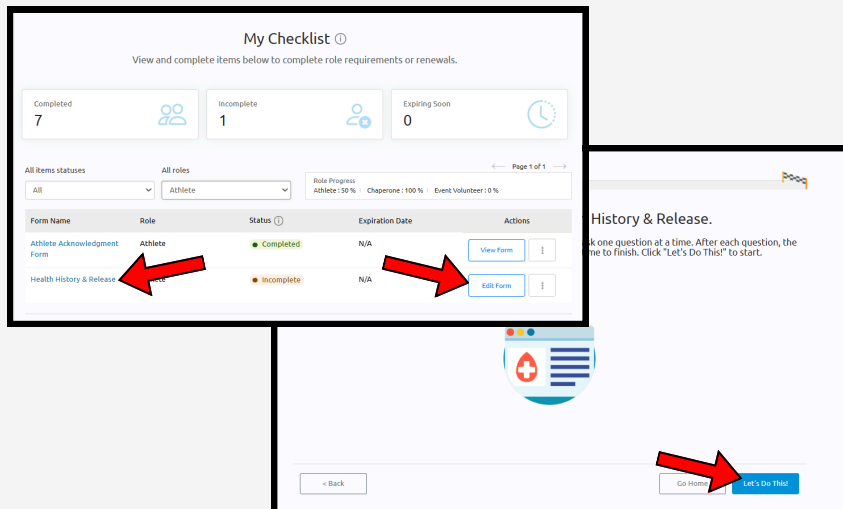 My Checklist
View and complete items below to complete role requirements or renewals.
Completed
7
Incomplete
1
Expiring Soon
0
All items statuses
All
All roles
Athlete
Page 1 of 1
Role Progress
Athlete : 50 % | Chaperone : 100 % | Event Volunteer : 0 %
Form Name Role Status Expiration Date Actions
Athlete Acknowledgment Form Athlete Completed N/A View Form
Health History & Release Incomplete N/A Edit Form
History & Release.
one question at a time. After each question, the
to finish. Click "Let's Do This!" to start.
< Back
Go Home
Let's Do This!